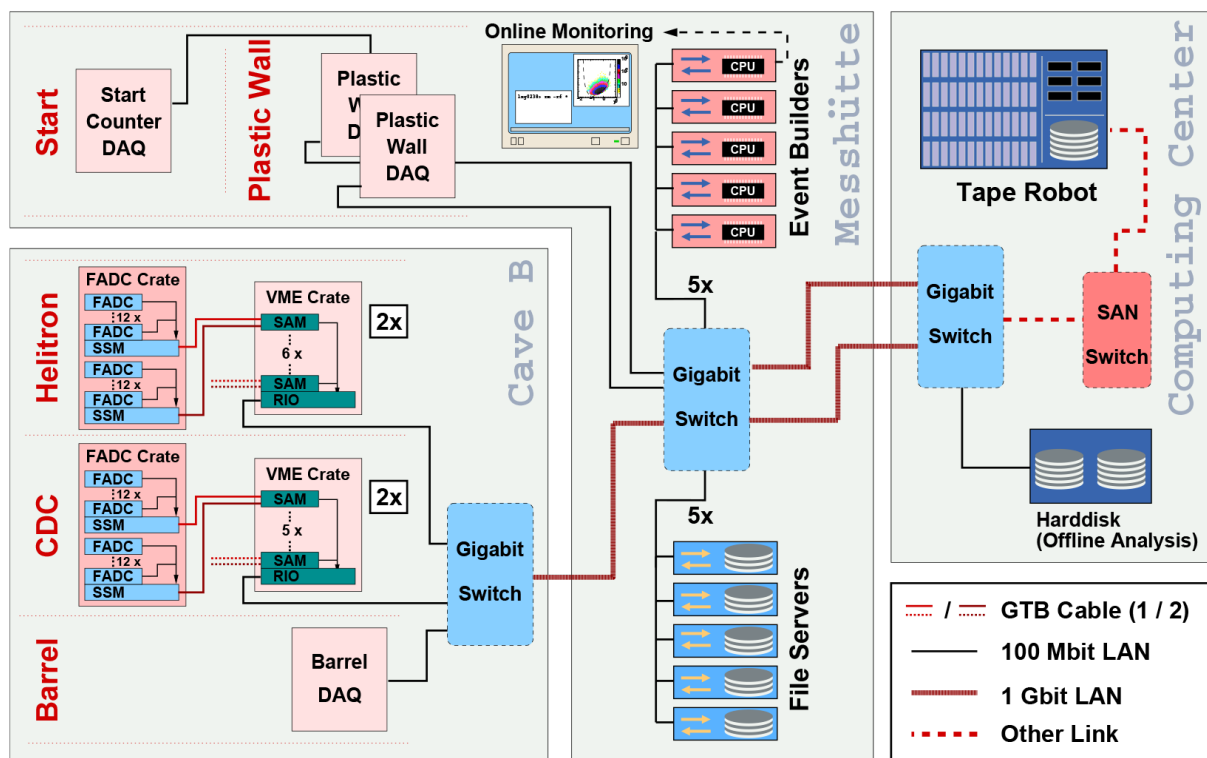 Start
Start
Counter
DAQ
Plastic Wall
Plastic
Plastic
Wall
DAQ
Online Monitoring
CPU
CPU
CPU
CPU
CPU
Event Builders
Messhütte
Tape Robot
Computing Center
Cave B
Helitron
FADC Crate
FADC
12 x
FADC
SSM
FADC
12 x
FADC
SSM
VME Crate
SAM
6 x
SAM
RIO
2x
CDC
FADC Crate
FADC
12 x
FADC
SSM
FADC
12 x
FADC
SSM
VME Crate
SAM
5 x
SAM
RIO
2x
Barrel
Barrel
DAQ
Gigabit
Switch
5x
Gigabit
Switch
5x
File Servers
Gigabit
Switch
SAN
Switch
Harddisk
(Offline Analysis)
/ GTB Cable (1 / 2)
100 Mbit LAN
1 Gbit LAN
Other Link